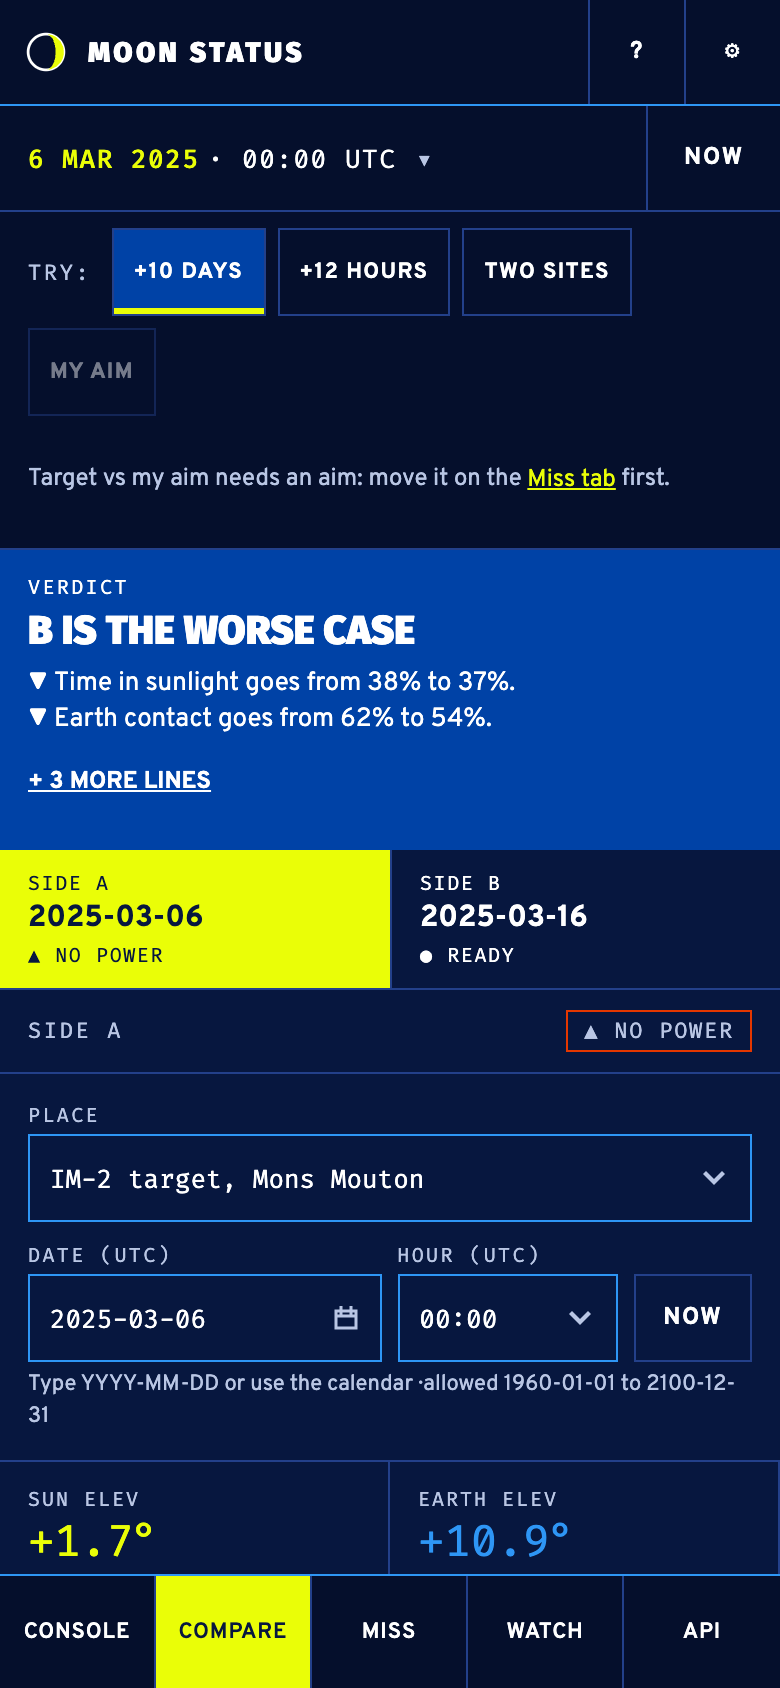 MOON STATUS
?
⚙
6 MAR 2025 · 00:00 UTC ▼
NOW
TRY:
+10 DAYS
+12 HOURS
TWO SITES
MY AIM
Target vs my aim needs an aim: move it on the Miss tab first.
VERDICT
B IS THE WORSE CASE
▼ Time in sunlight goes from 38% to 37%.
▼ Earth contact goes from 62% to 54%.
+ 3 MORE LINES
SIDE A
2025-03-06
▲ NO POWER
SIDE B
2025-03-16
● READY
SIDE A
▲ NO POWER
PLACE
IM-2 target, Mons Mouton
DATE (UTC)
HOUR (UTC)
2025-03-06
00:00
NOW
Type YYYY-MM-DD or use the calendar ·allowed 1960-01-01 to 2100-12-
31
SUN ELEV
+1.7°
EARTH ELEV
+10.9°
CONSOLE
COMPARE
MISS
WATCH
API